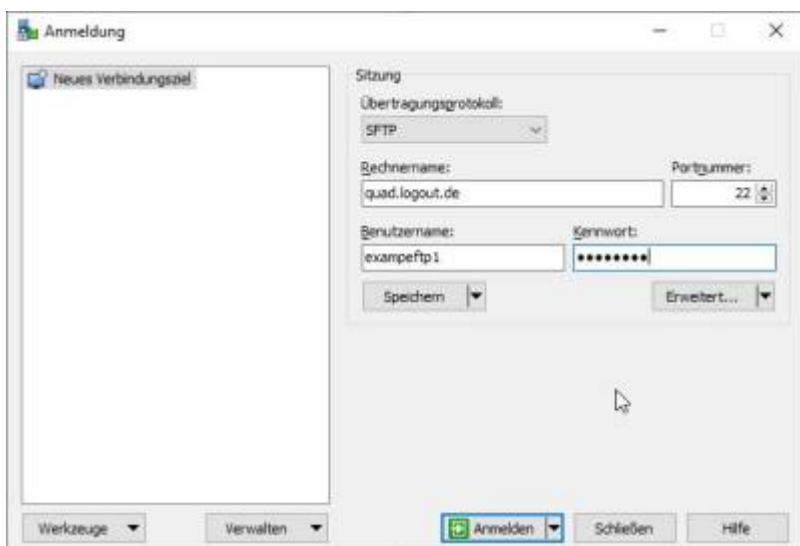 Anmeldung
Neues Verbindungsziel
Sitzung
Übertragungsprotokoll:
SFTP
Rechnername: Portnummer:
quad.logout.de 22
Benutzername: Kennwort:
exampeftp1 ●●●●●●●●
Speichern Erweitert...
Werkzeuge Verwalten Anmelden Schließen Hilfe